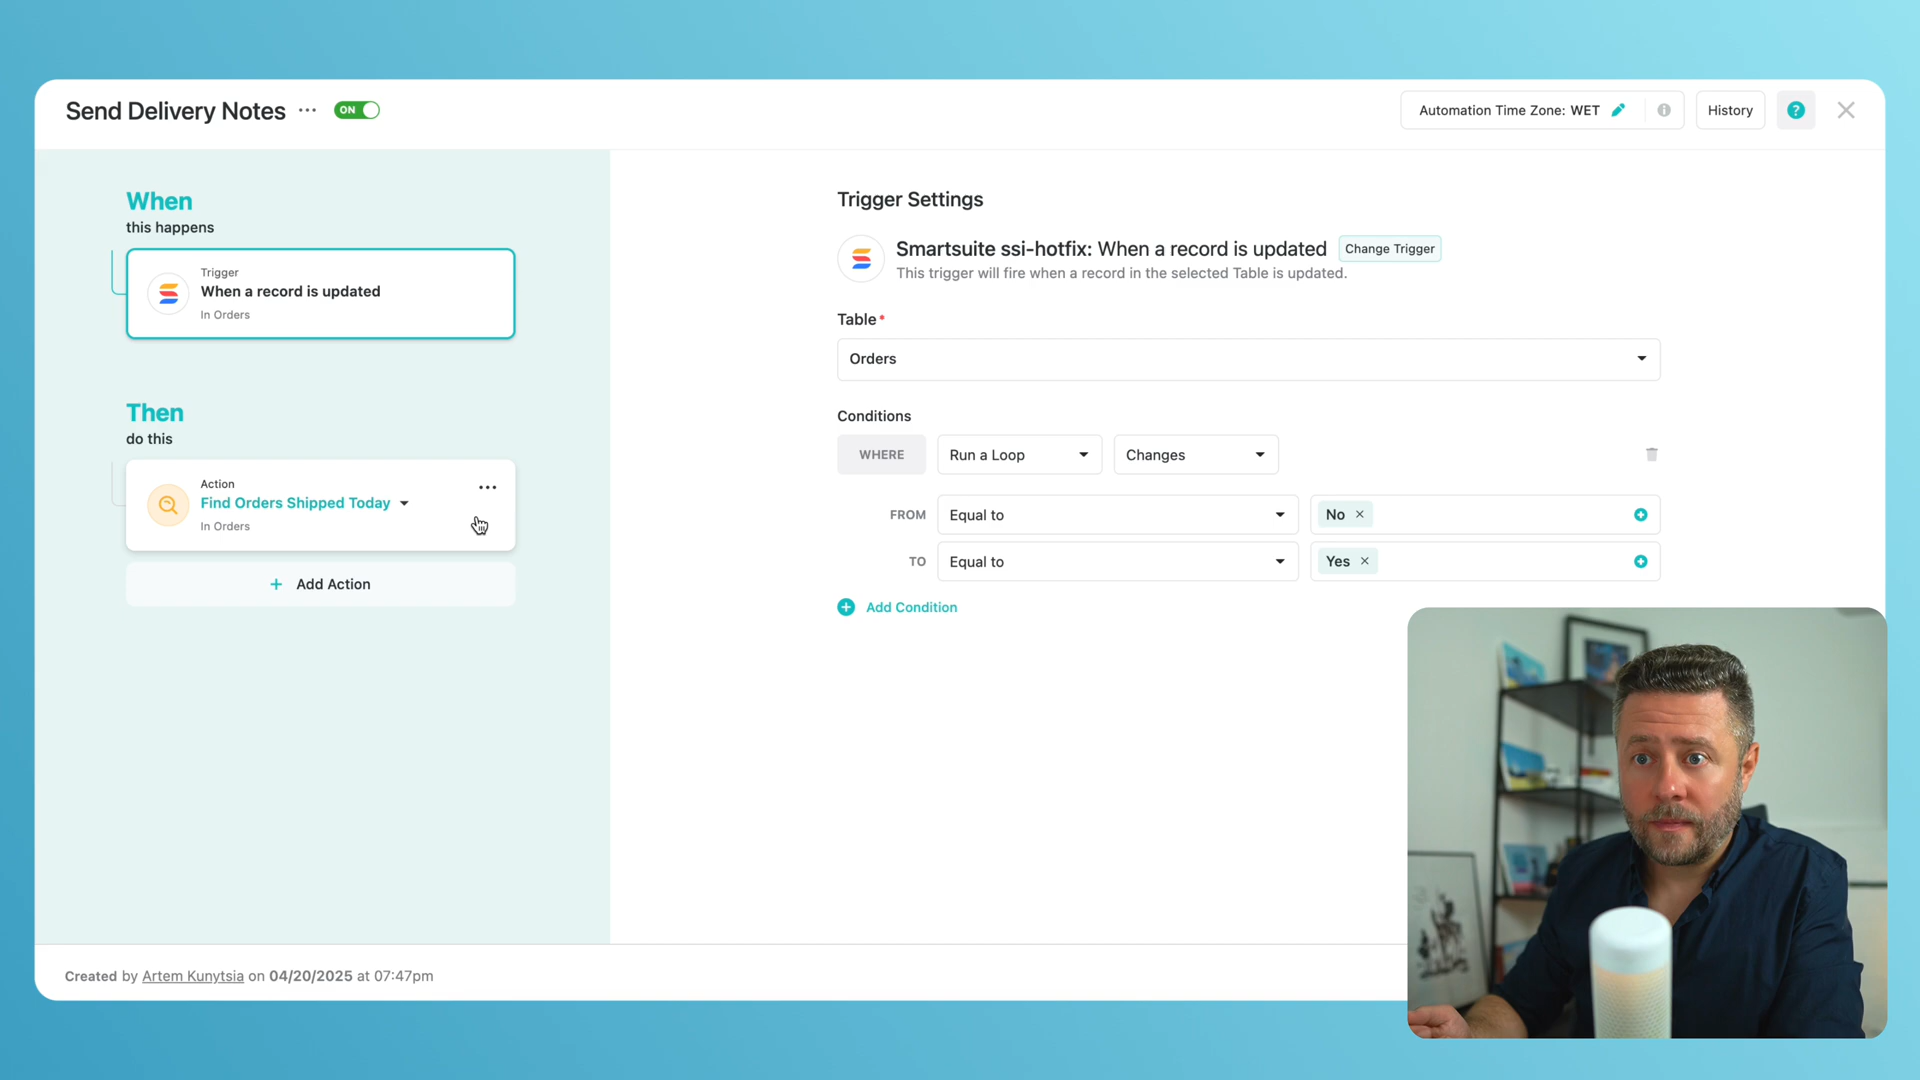 Send Delivery Notes ···
ON
Automation Time Zone: WET
History
?
When
this happens
Trigger
When a record is updated
In Orders
Then
do this
Action
Find Orders Shipped Today
In Orders
+ Add Action
Trigger Settings
Smartsuite ssi-hotfix: When a record is updated
Change Trigger
This trigger will fire when a record in the selected Table is updated.
Table*
Orders
Conditions
WHERE
Run a Loop
Changes
FROM
Equal to
No ×
TO
Equal to
Yes ×
Add Condition
Created by Artem Kunytsia on 04/20/2025 at 07:47pm